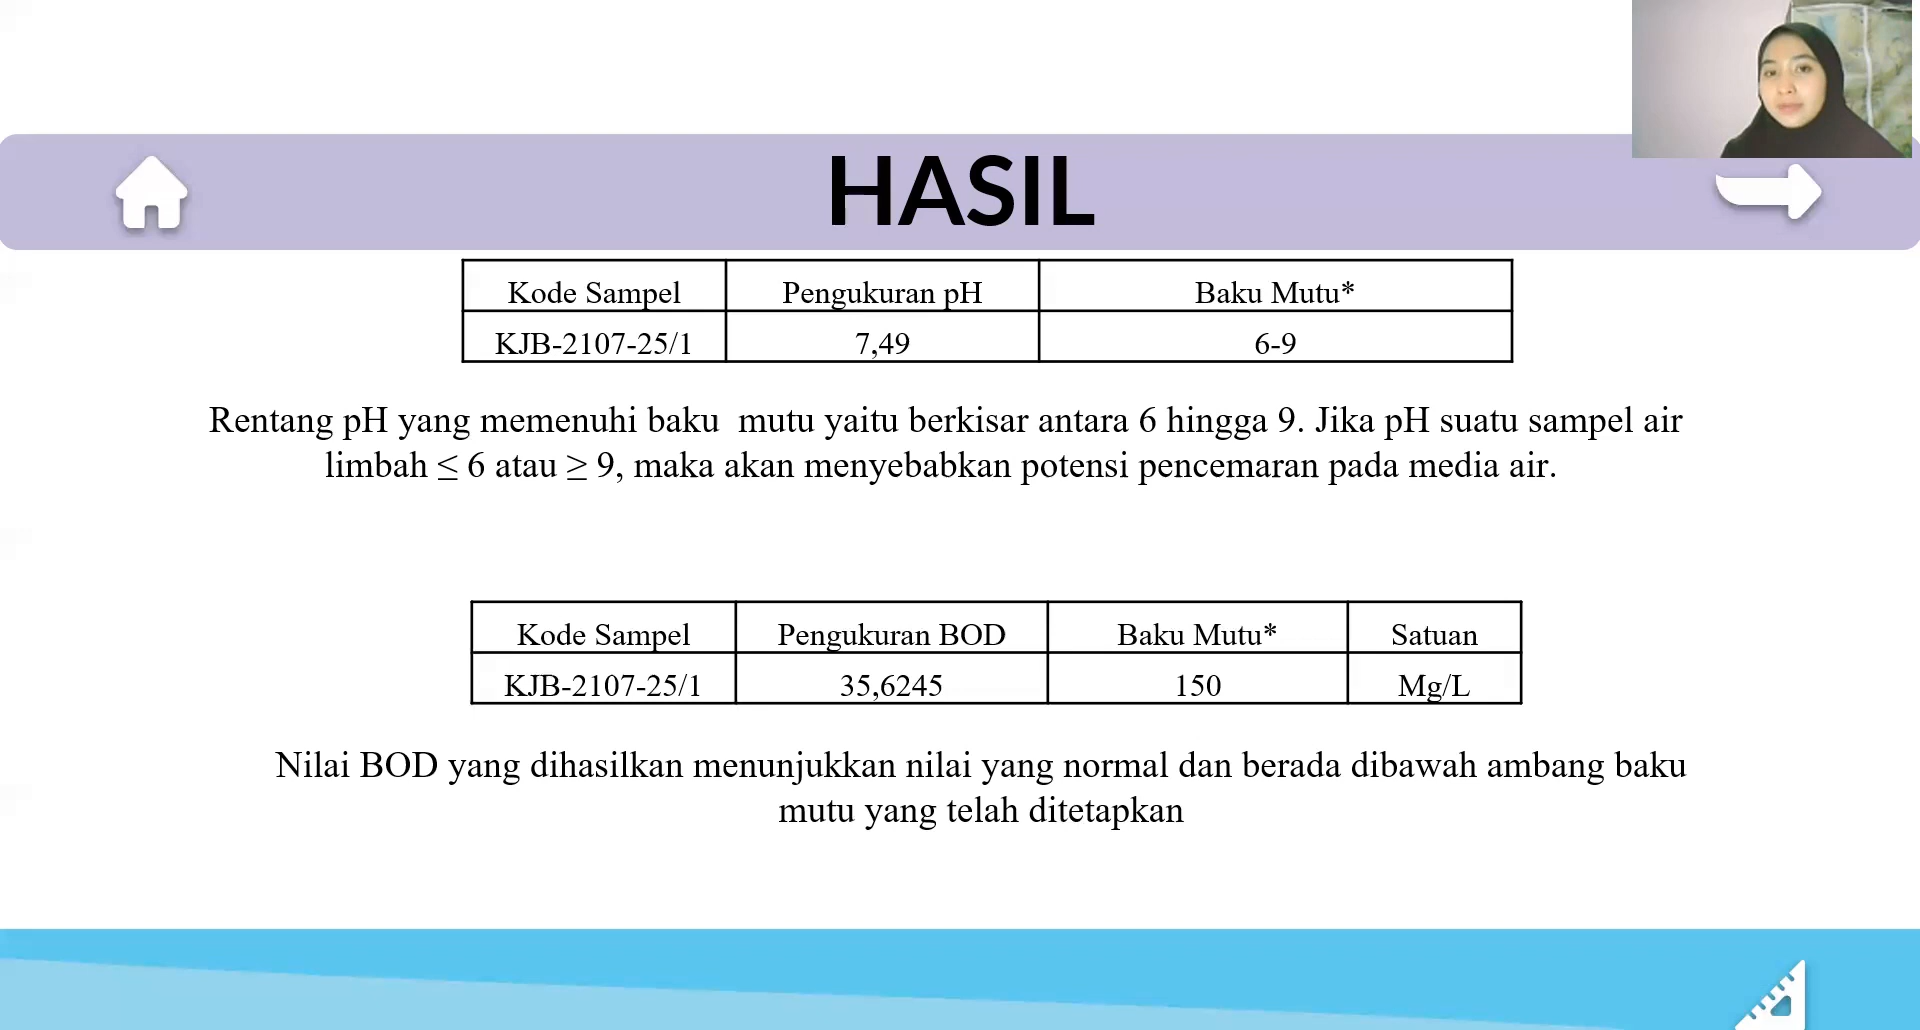 HASIL
Kode Sampel Pengukuran pH Baku Mutu*
KJB-2107-25/1 7,49 6-9
Rentang pH yang memenuhi baku mutu yaitu berkisar antara 6 hingga 9. Jika pH suatu sampel air
limbah ≤ 6 atau ≥ 9, maka akan menyebabkan potensi pencemaran pada media air.
Kode Sampel Pengukuran BOD Baku Mutu* Satuan
KJB-2107-25/1 35,6245 150 Mg/L
Nilai BOD yang dihasilkan menunjukkan nilai yang normal dan berada dibawah ambang baku
mutu yang telah ditetapkan